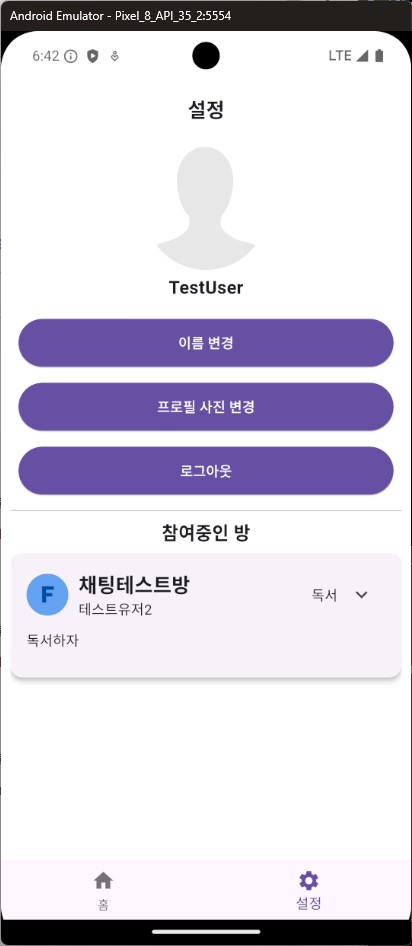 Android Emulator - Pixel_8_API_35_2:5554
6:42 LTE
설정
TestUser
이름 변경
프로필 사진 변경
로그아웃
참여중인 방
F 채팅테스트방 독서
테스트유저2
독서하자
홈 설정